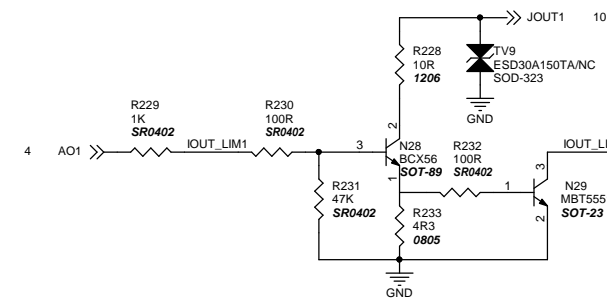 JOUT1 10
R228
10R
1206
TV9
ESD30A150TA/NC
SOD-323
GND
R229
1K
SR0402
R230
100R
SR0402
4 AO1
IOUT_LIM1
3
2
1
N28
BCX56
SOT-89
R232
100R
SR0402
IOUT_LI
1
3
2
N29
MBT555
SOT-23
R231
47K
SR0402
R233
4R3
0805
GND